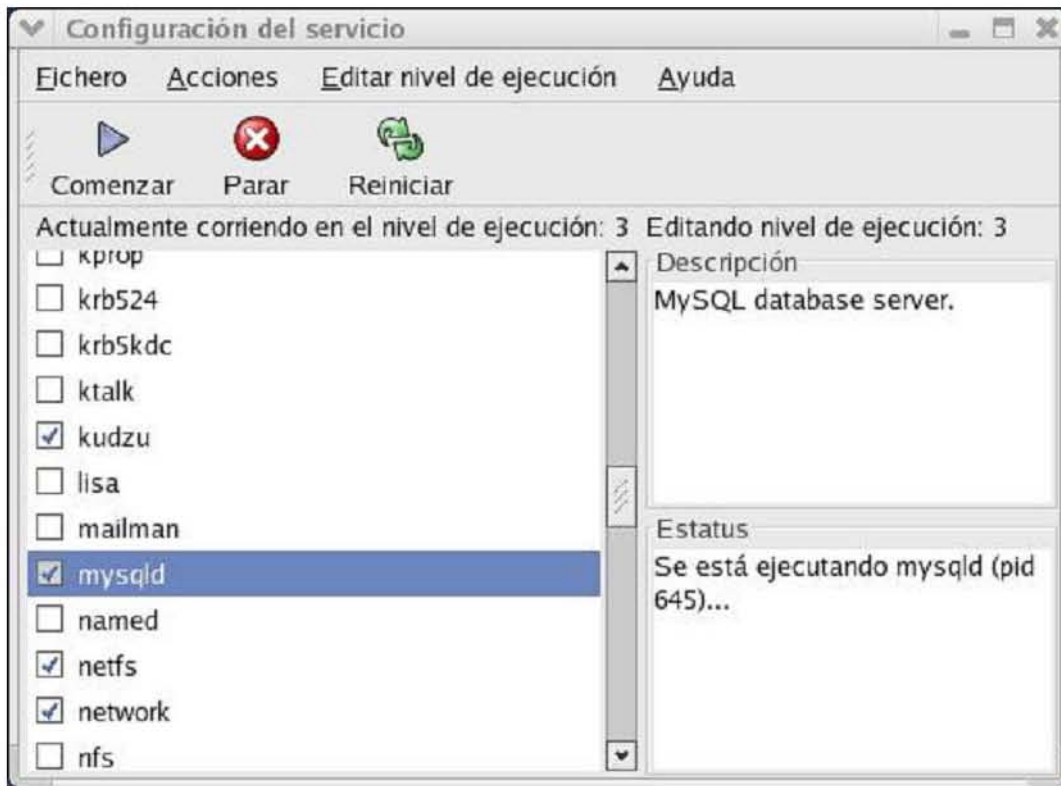 Configuración del servicio
Fichero Acciones Editar nivel de ejecución Ayuda
Comenzar Parar Reiniciar
Actualmente corriendo en el nivel de ejecución: 3 Editando nivel de ejecución: 3
kprop
krb524
krb5kdc
ktalk
kudzu
lisa
mailman
mysqld
named
netfs
network
nfs
Descripción
MySQL database server.
Estatus
Se está ejecutando mysqld (pid
645)...